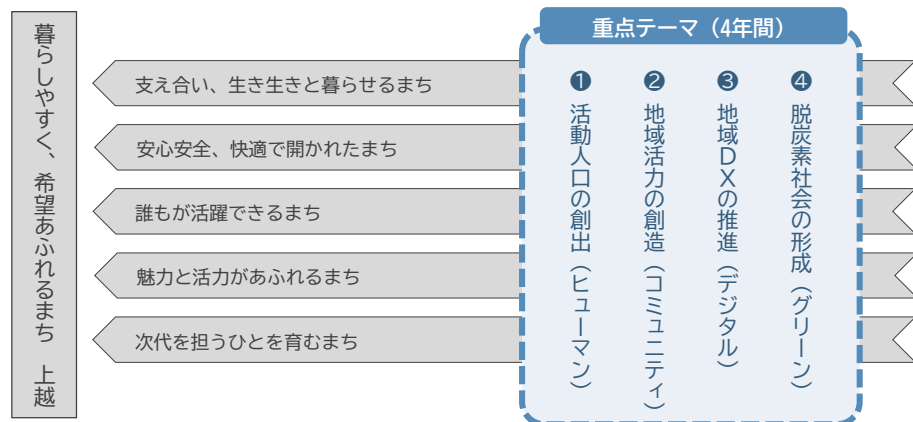 暮らしやすく、希望あふれるまち　上越
支え合い、生き生きと暮らせるまち
安心安全、快適で開かれたまち
誰もが活躍できるまち
魅力と活力があふれるまち
次代を担うひとを育むまち
重点テーマ（4年間）
❶ 活動人口の創出（ヒューマン）
❷ 地域活力の創造（コミュニティ）
❸ 地域ＤＸの推進（デジタル）
❹ 脱炭素社会の形成（グリーン）